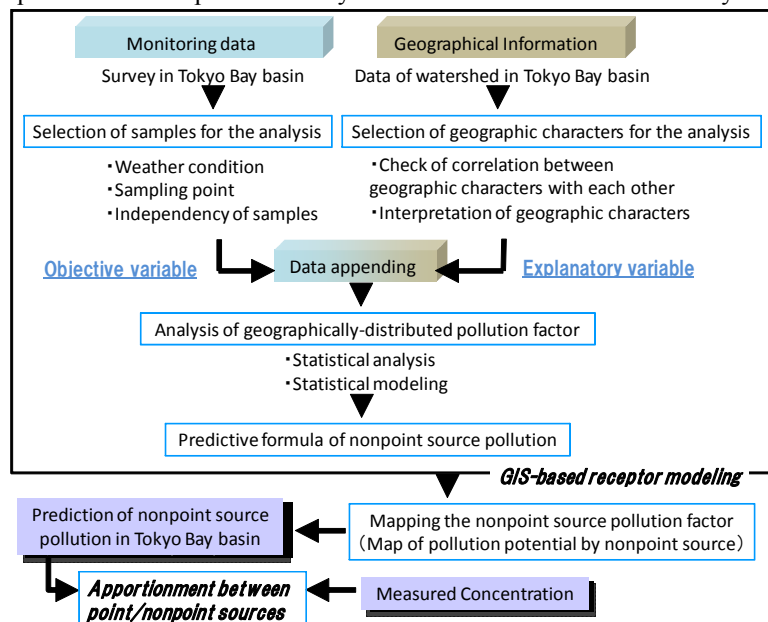 Monitoring data
Geographical Information
Survey in Tokyo Bay basin
Data of watershed in Tokyo Bay basin
Selection of samples for the analysis
Selection of geographic characters for the analysis
・Weather condition
・Sampling point
・Independency of samples
・Check of correlation between
geographic characters with each other
・Interpretation of geographic characters
Objective variable
Data appending
Explanatory variable
Analysis of geographically-distributed pollution factor
・Statistical analysis
・Statistical modeling
Predictive formula of nonpoint source pollution
GIS-based receptor modeling
Prediction of nonpoint source
pollution in Tokyo Bay basin
Mapping the nonpoint source pollution factor
（Map of pollution potential by nonpoint source）
Apportionment between
point/nonpoint sources
Measured Concentration